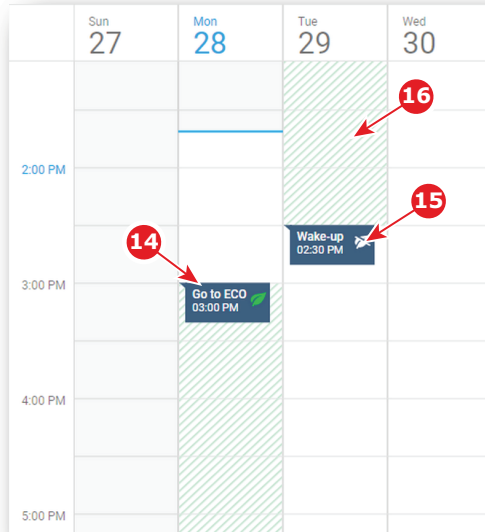 Sun
27
Mon
28
Tue
29
Wed
30
16
2:00 PM
15
Wake-up
02:30 PM
14
3:00 PM
Go to ECO
03:00 PM
4:00 PM
5:00 PM